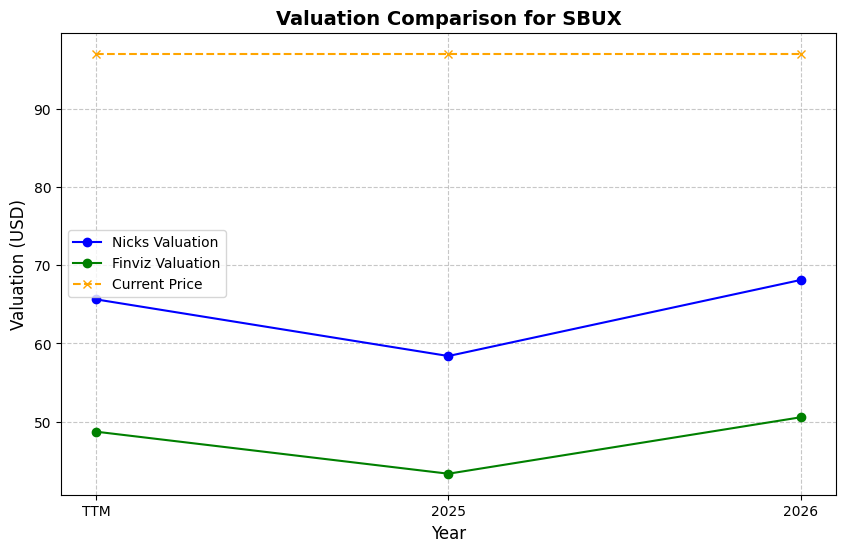 Valuation Comparison for SBUX
Valuation (USD)
90
80
70
60
50
Nicks Valuation
Finviz Valuation
Current Price
TTM
2025
2026
Year